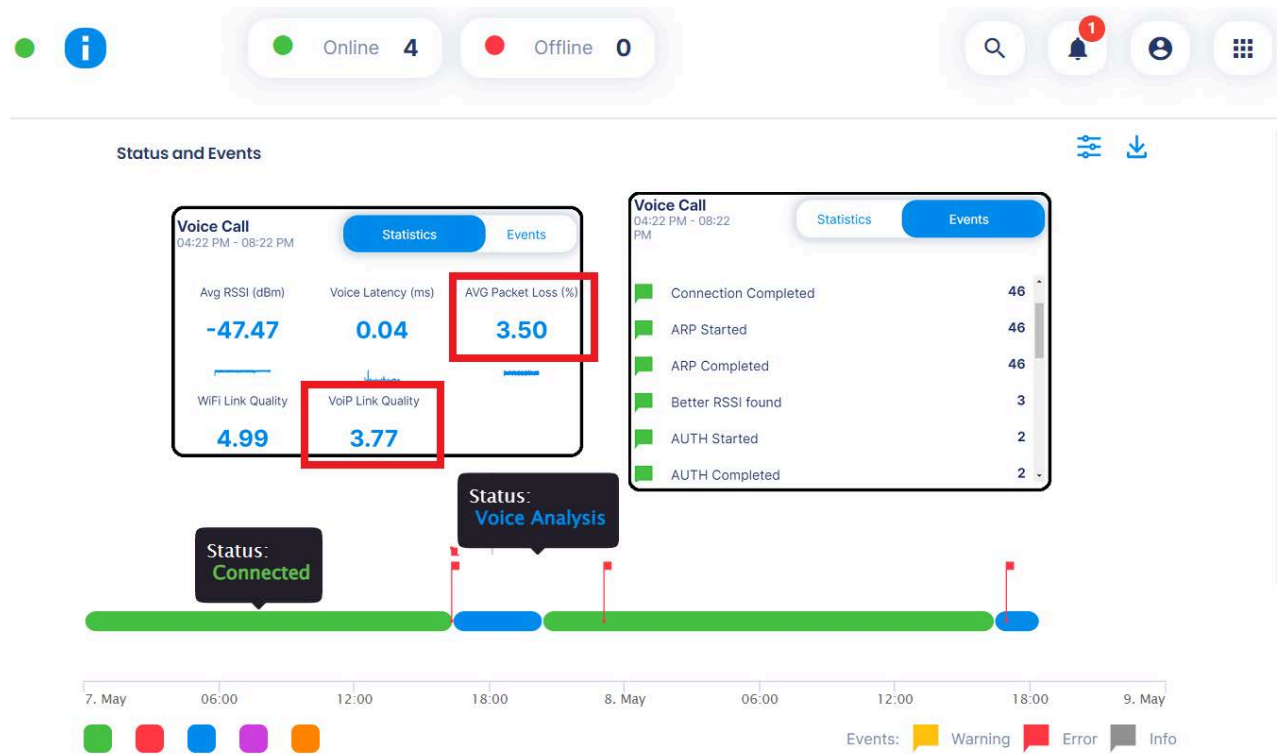 i
Online 4
Offline 0
1
Status and Events
Voice Call
04:22 PM - 08:22 PM
Statistics
Events
Avg RSSI (dBm)
Voice Latency (ms)
AVG Packet Loss (%)
-47.47
0.04
3.50
WiFi Link Quality
VoiP Link Quality
4.99
3.77
Voice Call
04:22 PM - 08:22
PM
Statistics
Events
Connection Completed 46
ARP Started 46
ARP Completed 46
Better RSSI found 3
AUTH Started 2
AUTH Completed 2
Status:
Voice Analysis
Status:
Connected
7. May 06:00 12:00 18:00 8. May 06:00 12:00 18:00 9. May
Events: Warning Error Info